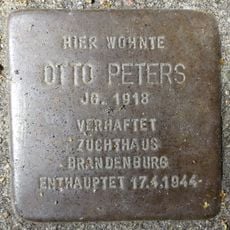 HIER WOHNTE
OTTO PETERS
JG. 1918
VERHAFTET
ZUCHTHAUS
BRANDENBURG
ENTHAUPTET 17.4.1944